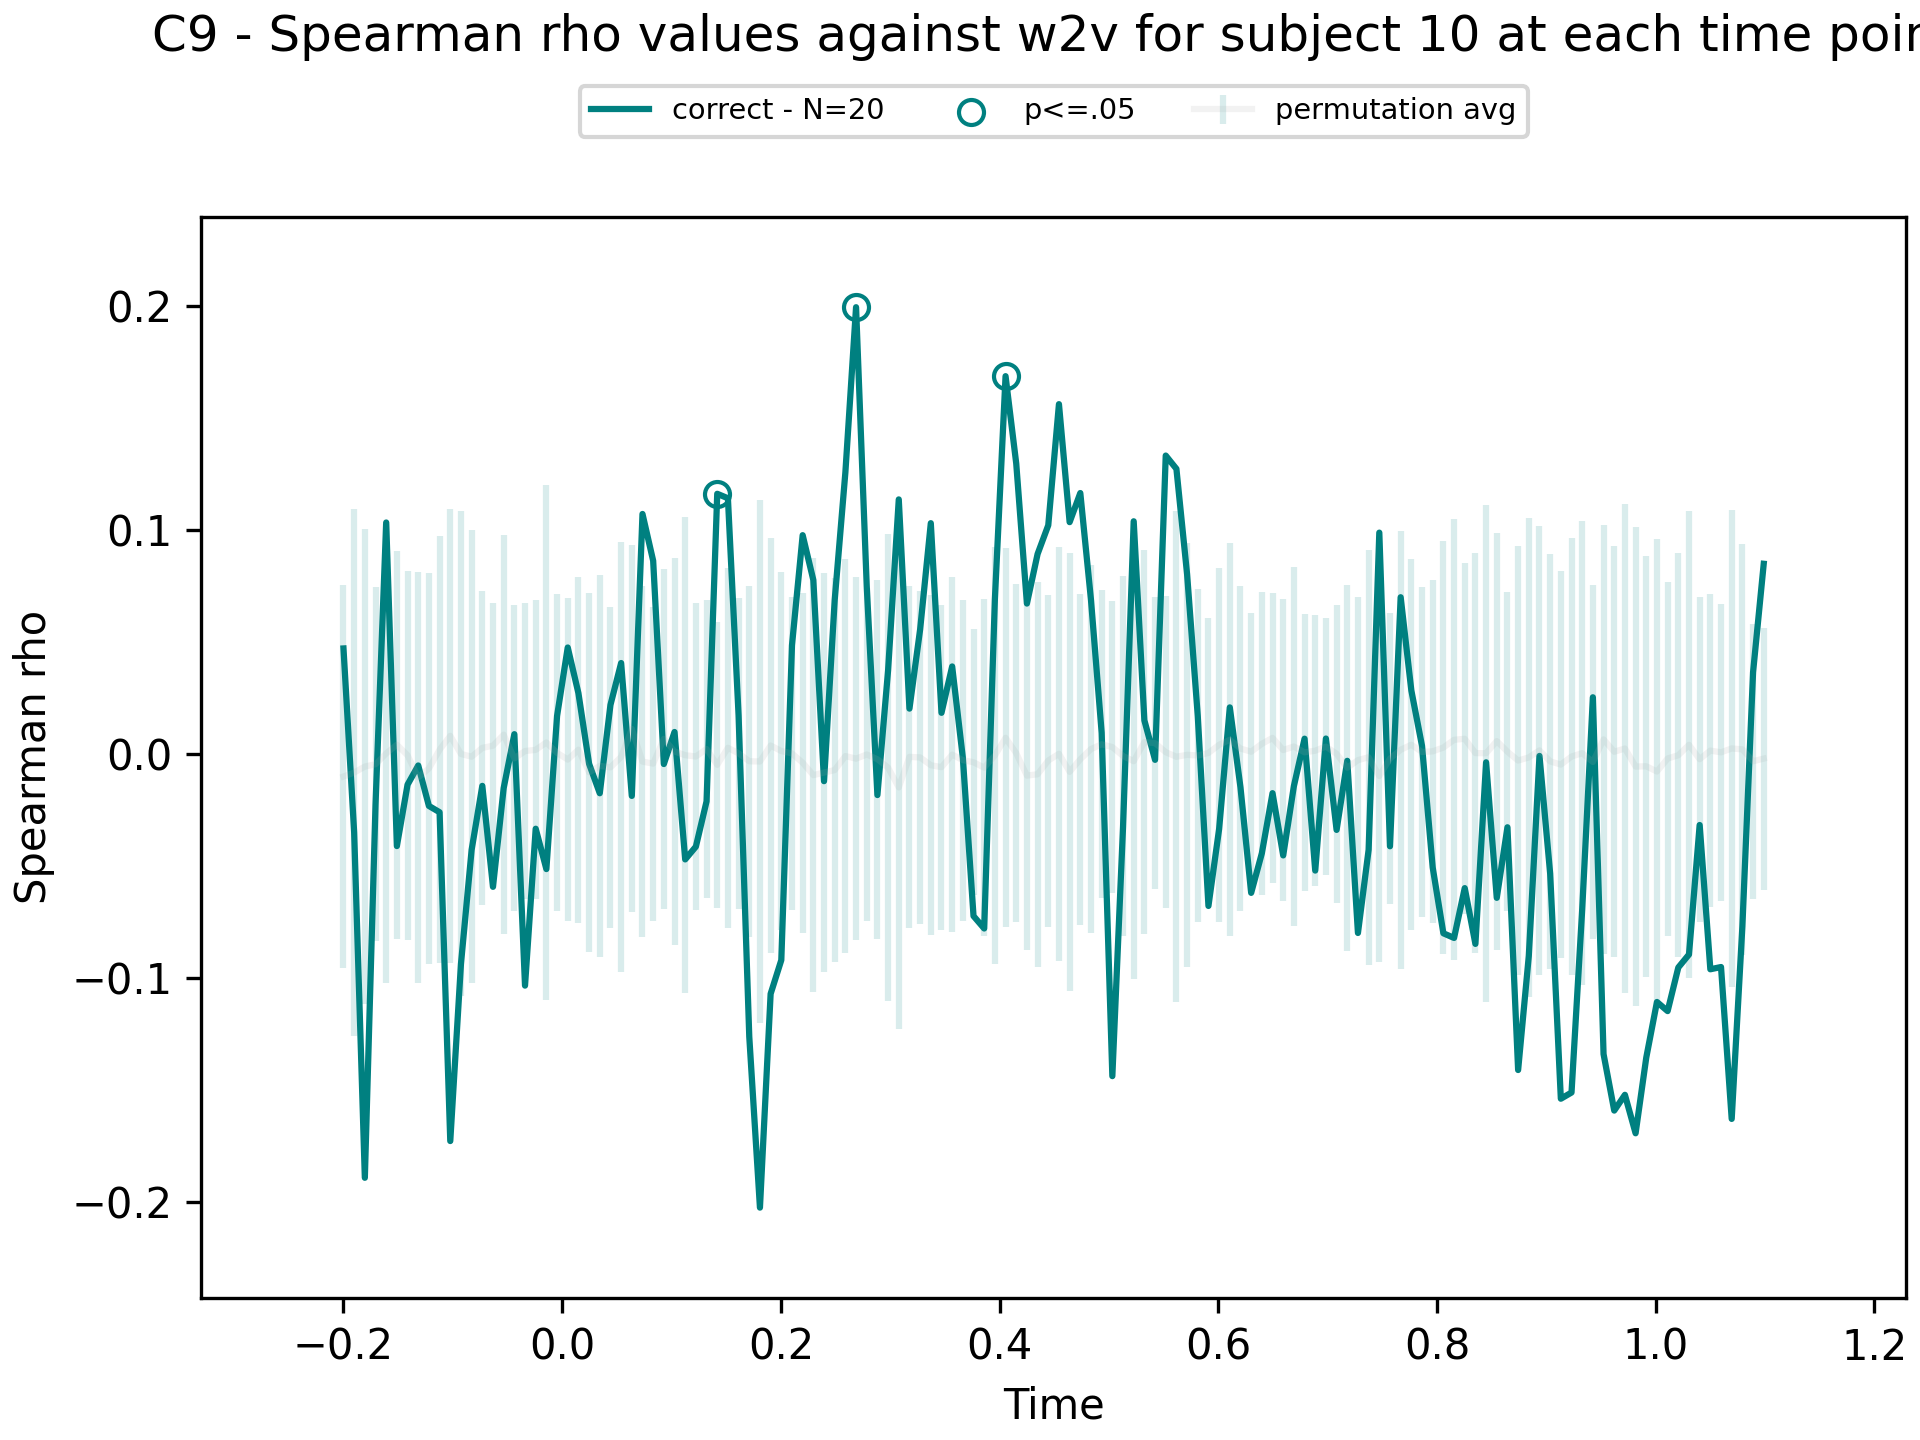 C9 - Spearman rho values against w2v for subject 10 at each time poin
correct - N=20 p<=.05 permutation avg
Spearman rho
0.2
0.1
0.0
−0.1
−0.2
−0.2 0.0 0.2 0.4 0.6 0.8 1.0 1.2
Time